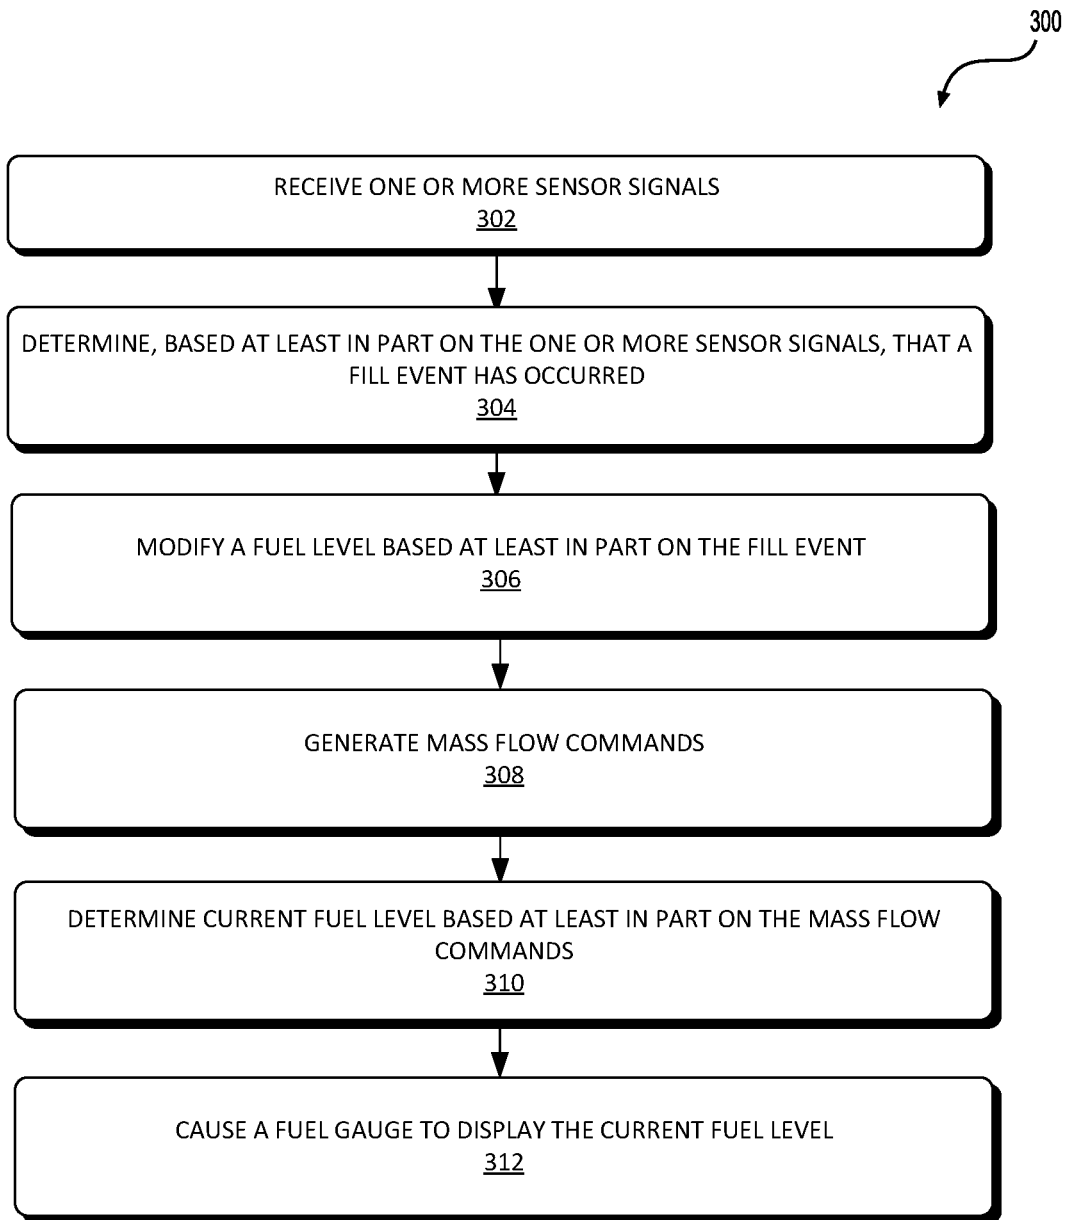 300
RECEIVE ONE OR MORE SENSOR SIGNALS
302
DETERMINE, BASED AT LEAST IN PART ON THE ONE OR MORE SENSOR SIGNALS, THAT A
FILL EVENT HAS OCCURRED
304
MODIFY A FUEL LEVEL BASED AT LEAST IN PART ON THE FILL EVENT
306
GENERATE MASS FLOW COMMANDS
308
DETERMINE CURRENT FUEL LEVEL BASED AT LEAST IN PART ON THE MASS FLOW
COMMANDS
310
CAUSE A FUEL GAUGE TO DISPLAY THE CURRENT FUEL LEVEL
312